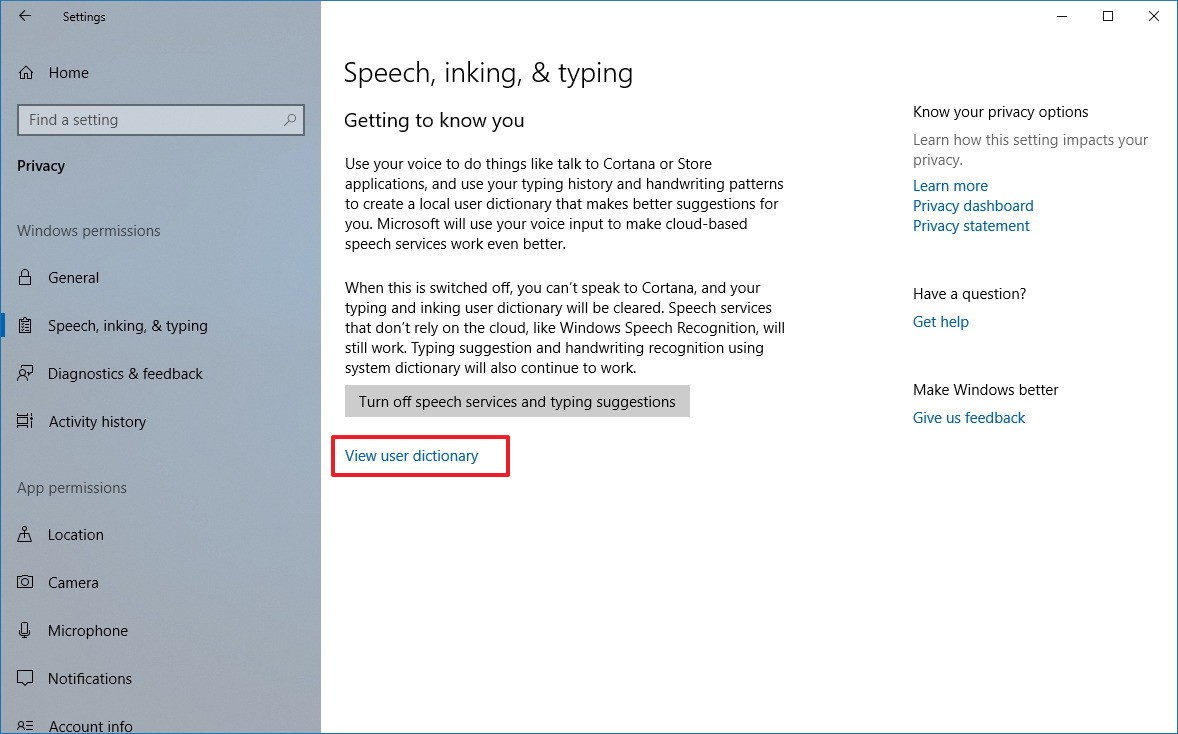 Settings
Home
Find a setting
Privacy
Windows permissions
General
Speech, inking, & typing
Diagnostics & feedback
Activity history
App permissions
Location
Camera
Microphone
Notifications
Account info
Speech, inking, & typing
Getting to know you
Use your voice to do things like talk to Cortana or Store
applications, and use your typing history and handwriting patterns
to create a local user dictionary that makes better suggestions for
you. Microsoft will use your voice input to make cloud-based
speech services work even better.
When this is switched off, you can’t speak to Cortana, and your
typing and inking user dictionary will be cleared. Speech services
that don’t rely on the cloud, like Windows Speech Recognition, will
still work. Typing suggestion and handwriting recognition using
system dictionary will also continue to work.
Turn off speech services and typing suggestions
View user dictionary
Know your privacy options
Learn how this setting impacts your
privacy.
Learn more
Privacy dashboard
Privacy statement
Have a question?
Get help
Make Windows better
Give us feedback